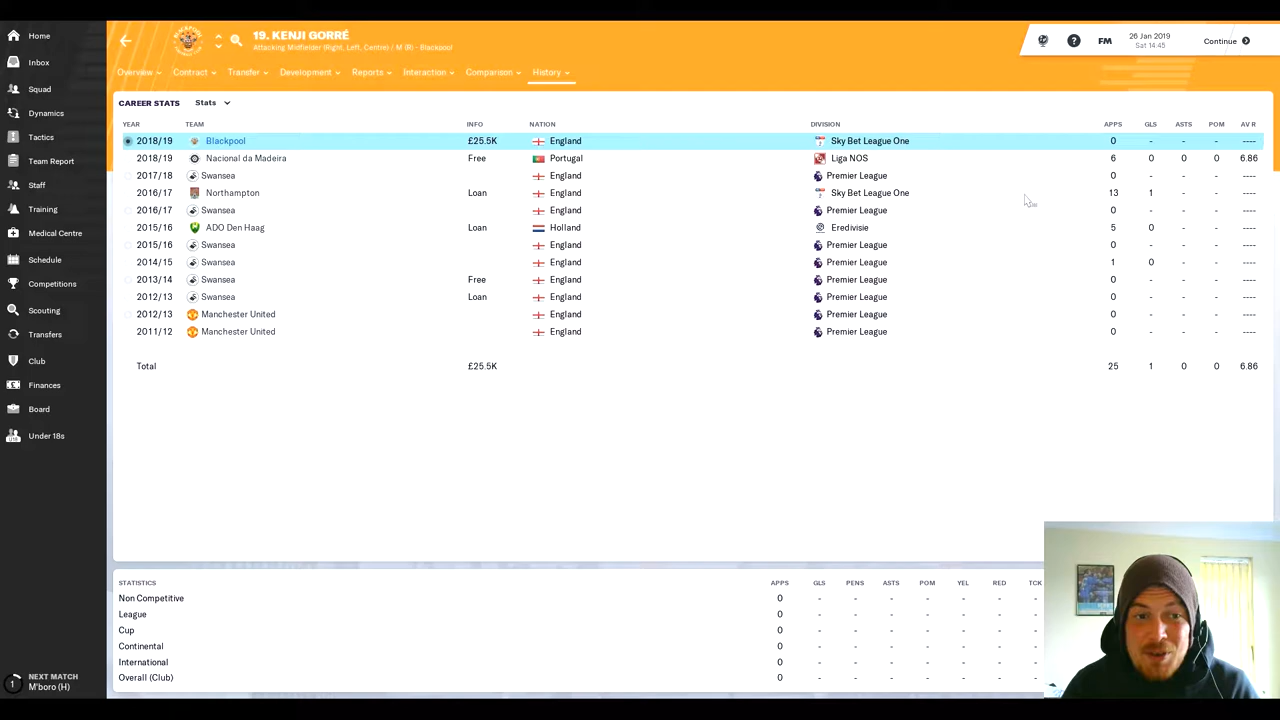 Home
Inbox
Squad
Dynamics
Tactics
Team Report
Staff
Training
Medical Centre
Schedule
Competitions
Scouting
Transfers
Club
Finances
Board
U18 Under 18s
1 NEXT MATCH
M'boro (H)
19. KENJI GORRÉ
Attacking Midfielder (Right, Left, Centre) / M (R) - Blackpool
? FM 26 Jan 2019 Continue
Sat 14:45
Overview Contract Transfer Development Reports Interaction Comparison History
CAREER STATS Stats
YEAR TEAM INFO NATION DIVISION APPS GLS ASTS POM AV R
2018/19 Blackpool £25.5K England Sky Bet League One 0 - - - ----
2018/19 Nacional da Madeira Free Portugal Liga NOS 6 0 0 0 6.86
2017/18 Swansea England Premier League 0 - - - ----
2016/17 Northampton Loan England Sky Bet League One 13 1 - - ----
2016/17 Swansea England Premier League 0 - - - ----
2015/16 ADO Den Haag Loan Holland Eredivisie 5 0 - - ----
2015/16 Swansea England Premier League 0 - - - ----
2014/15 Swansea England Premier League 1 0 - - ----
2013/14 Swansea Free England Premier League 0 - - - ----
2012/13 Swansea Loan England Premier League 0 - - - ----
2012/13 Manchester United England Premier League 0 - - - ----
2011/12 Manchester United England Premier League 0 - - - ----
Total £25.5K 25 1 0 0 6.86
STATISTICS APPS GLS PENS ASTS POM YEL RED TCK
Non Competitive 0 - - - - - - -
League 0 - - - - - - -
Cup 0 - - - - - - -
Continental 0 - - - - - - -
International 0 - - - - - - -
Overall (Club) 0 - - - - - - -